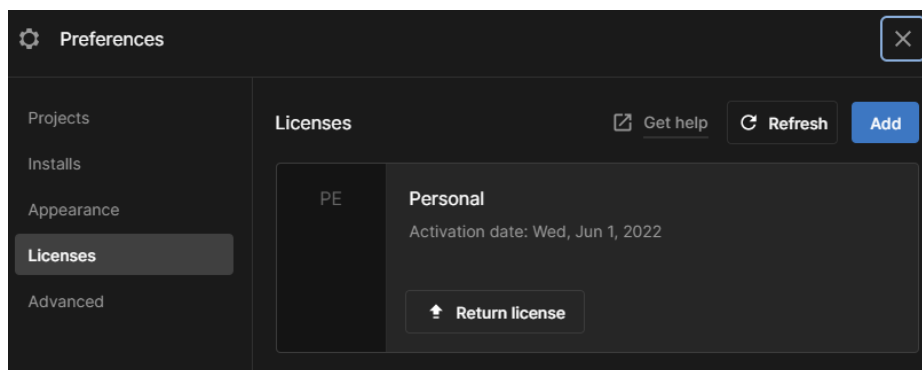 Preferences
Projects
Installs
Appearance
Licenses
Advanced
Licenses
Get help
Refresh
Add
PE
Personal
Activation date: Wed, Jun 1, 2022
Return license